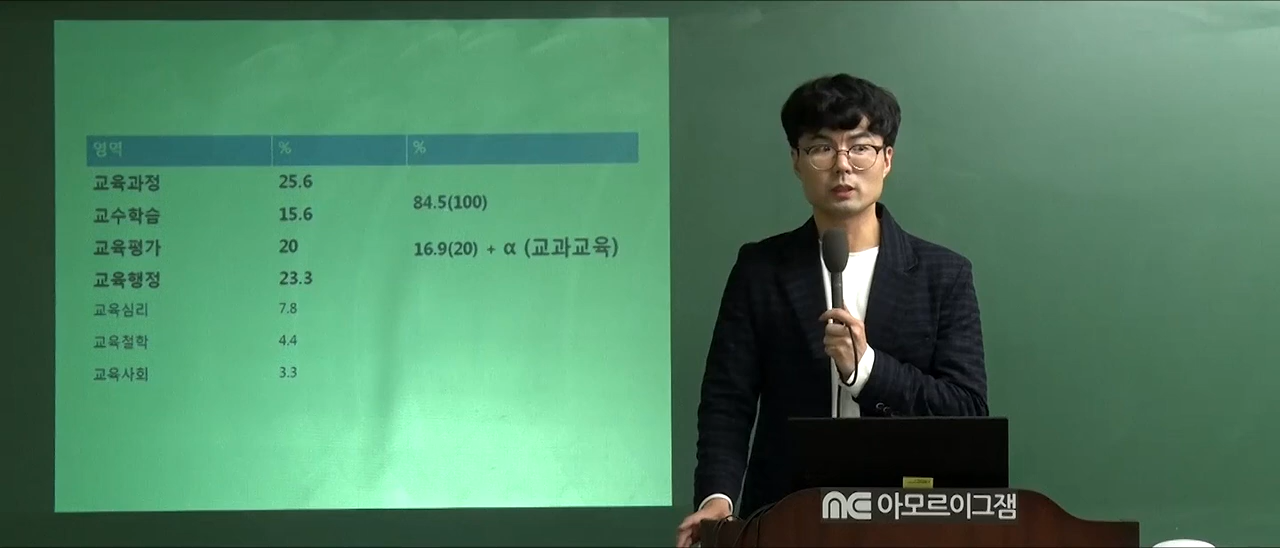 영역 % %
교육과정 25.6
84.5(100)
교수학습 15.6
교육평가 20 16.9(20) + α (교과교육)
교육행정 23.3
교육심리 7.8
교육철학 4.4
교육사회 3.3
아모르이그잼